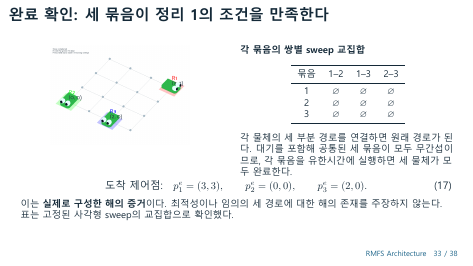 완료 확인: 세 묶음이 정리 1의 조건을 만족한다
각 묶음의 쌍별 sweep 교집합
묶음 1–2 1–3 2–3
1 ∅ ∅ ∅
2 ∅ ∅ ∅
3 ∅ ∅ ∅
각 물체의 세 부분 경로를 연결하면 원래 경로가 된
다. 대기를 포함해 공통된 세 묶음이 모두 무간섭이
므로, 각 묶음을 유한시간에 실행하면 세 물체가 모
두 완료한다.
도착 제어점: p₁ᶜ = (3, 3), p₂ᶜ = (0, 0), p₃ᶜ = (2, 0). (17)
이는 실제로 구성한 해의 증거이다. 최적성이나 임의의 세 경로에 대한 해의 존재를 주장하지 않는다.
표는 고정된 사각형 sweep의 교집합으로 확인했다.
RMFS Architecture 33 / 38